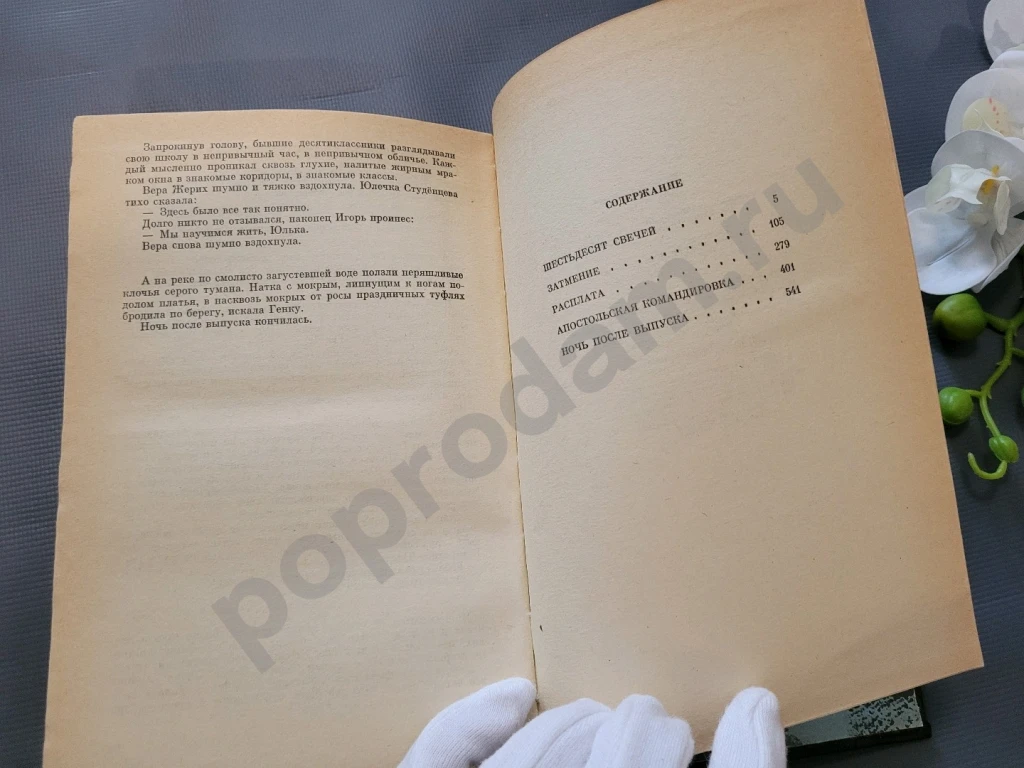 Запрокинув голову, бывшие десятиклассники разглядывали
свою школу в непривычный час, в непривычном обличье. Каж-
дый мысленно проникал сквозь глухие, налитые жирным мра-
ком окна в знакомые коридоры, в знакомые классы.
Вера Жерих шумно и тяжко вздохнула. Юлечка Студёнцева
тихо сказала:
— Здесь было все так понятно.
Долго никто не отзывался, наконец Игорь произнес:
— Мы научимся жить, Юлька.
Вера снова шумно вздохнула.
А на реке по смолисто загустевшей воде ползли неряшливые
клочья серого тумана. Натка с мокрым, липнущим к ногам по-
долом платья, в насквозь мокрых от росы праздничных туфлях
бродила по берегу, искала Генку.
Ночь после выпуска кончилась.
СОДЕРЖАНИЕ
ШЕСТЬДЕСЯТ СВЕЧЕЙ . . . . . . 5
ЗАТМЕНИЕ . . . . . . . . . . 105
РАСПЛАТА . . . . . . . . . . 279
АПОСТОЛЬСКАЯ КОМАНДИРОВКА . . . 401
НОЧЬ ПОСЛЕ ВЫПУСКА . . . . . . 541
poprodam.ru